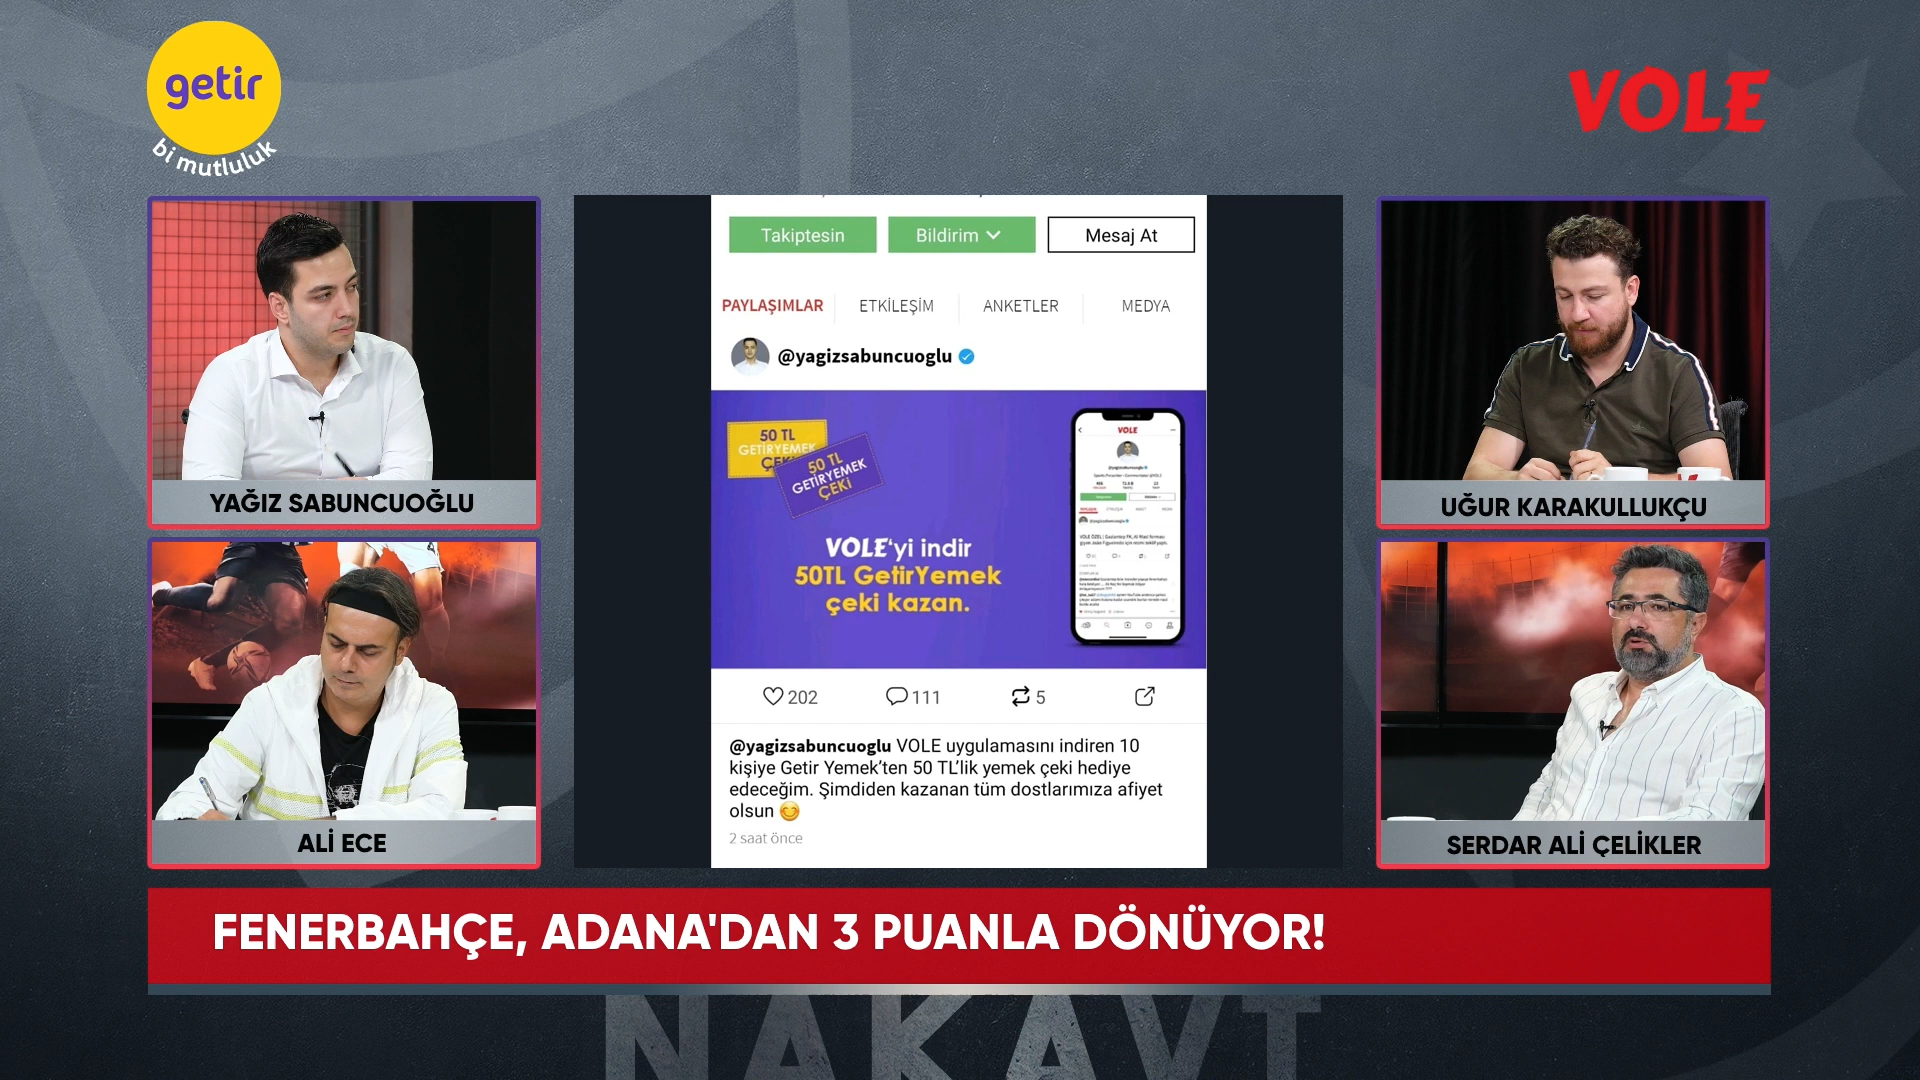 getir
bi mutluluk
VOLE
Takiptesin
Bildirim
Mesaj At
PAYLAŞIMLAR
ETKİLEŞİM
ANKETLER
MEDYA
@yagizsabuncuoglu
50 TL
GETİRYEMEK
ÇEKİ
50 TL
GETİRYEMEK
ÇEKİ
VOLE'yi indir
50TL GetirYemek
çeki kazan.
VOLE
202
111
5
@yagizsabuncuoglu VOLE uygulamasını indiren 10
kişiye Getir Yemek'ten 50 TL'lik yemek çeki hediye
edeceğim. Şimdiden kazanan tüm dostlarımıza afiyet
olsun 😊
2 saat önce
YAĞIZ SABUNCUOĞLU
ALİ ECE
UĞUR KARAKULLUKÇU
SERDAR ALİ ÇELİKLER
FENERBAHÇE, ADANA'DAN 3 PUANLA DÖNÜYOR!
NAKAVT